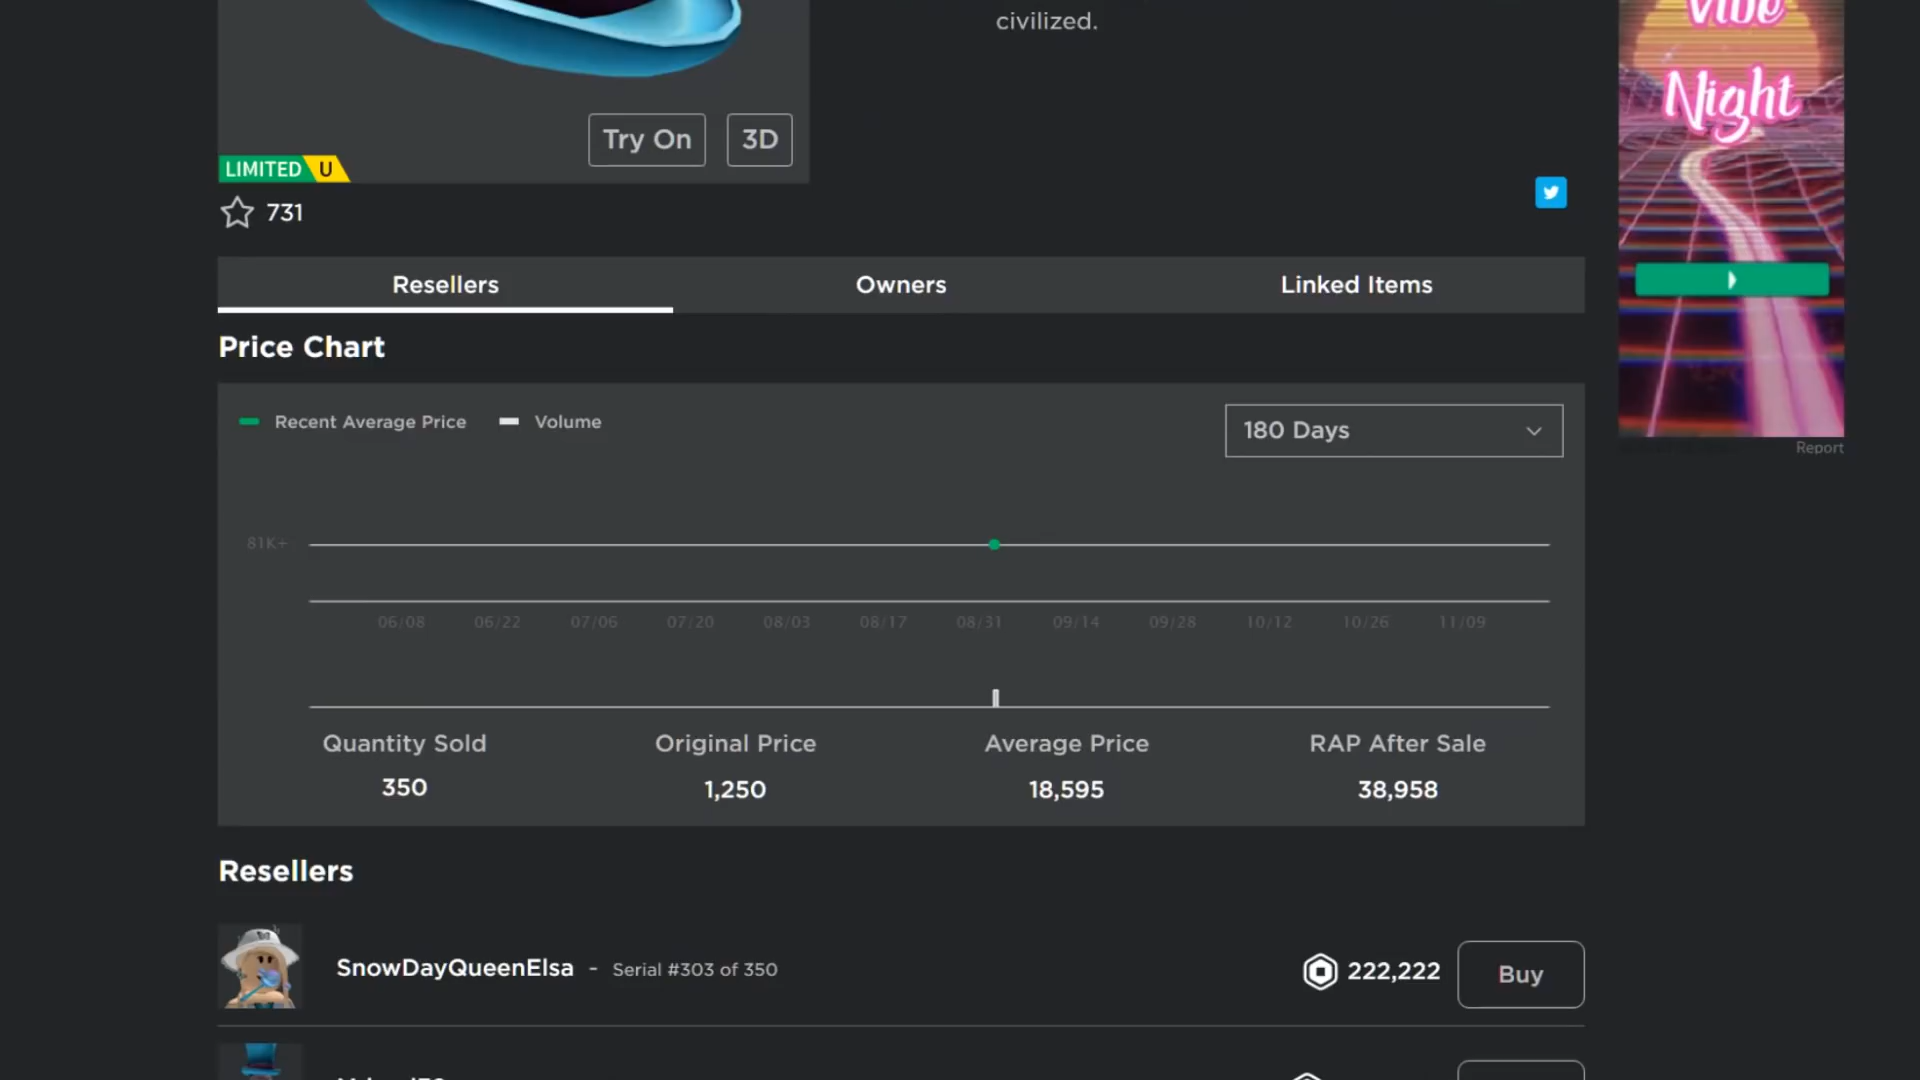 civilized.
Vibe
Night
Try On
3D
LIMITED U
731
Resellers
Owners
Linked Items
Price Chart
Recent Average Price
Volume
180 Days
Report
81K+
06/08 06/22 07/06 07/20 08/03 08/17 08/31 09/14 09/28 10/12 10/26 11/09
Quantity Sold
Original Price
Average Price
RAP After Sale
350
1,250
18,595
38,958
Resellers
SnowDayQueenElsa - Serial #303 of 350
222,222
Buy